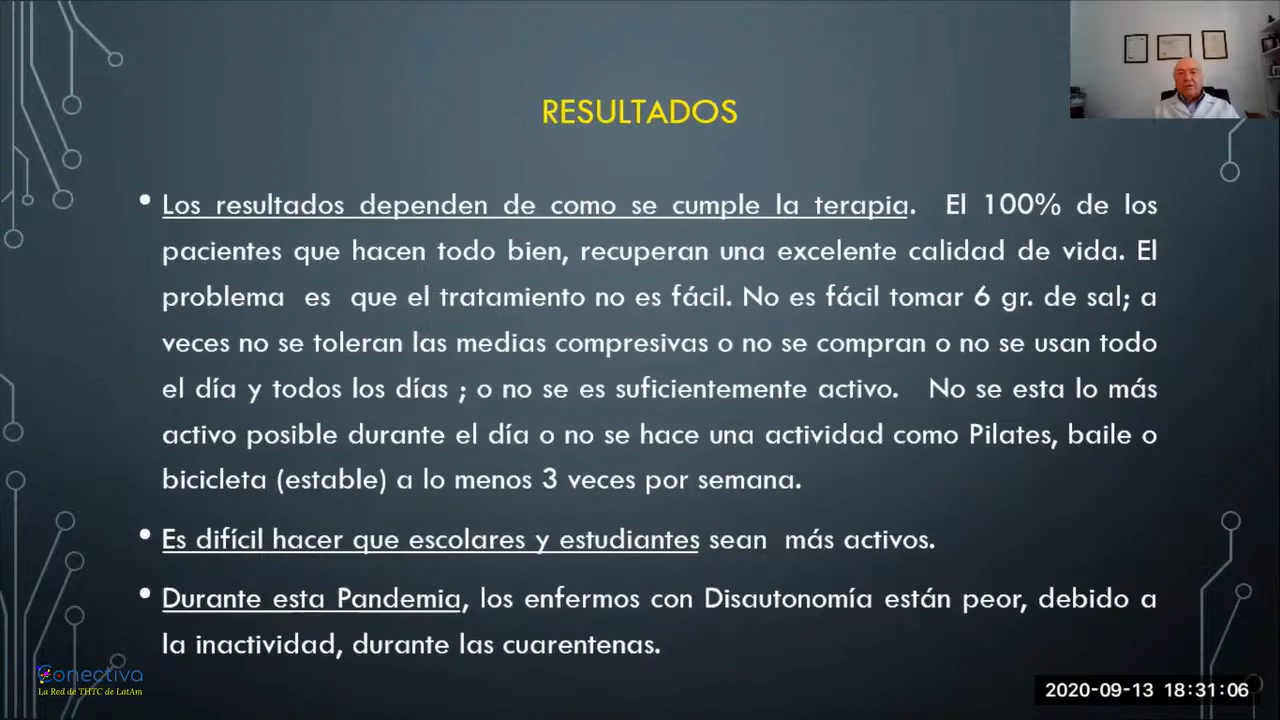 RESULTADOS
• Los resultados dependen de como se cumple la terapia. El 100% de los
pacientes que hacen todo bien, recuperan una excelente calidad de vida. El
problema es que el tratamiento no es fácil. No es fácil tomar 6 gr. de sal; a
veces no se toleran las medias compresivas o no se compran o no se usan todo
el día y todos los días ; o no se es suficientemente activo. No se esta lo más
activo posible durante el día o no se hace una actividad como Pilates, baile o
bicicleta (estable) a lo menos 3 veces por semana.
• Es difícil hacer que escolares y estudiantes sean más activos.
• Durante esta Pandemia, los enfermos con Disautonomía están peor, debido a
la inactividad, durante las cuarentenas.
Conectiva
La Red de THTC de LatAm
2020-09-13 18:31:06